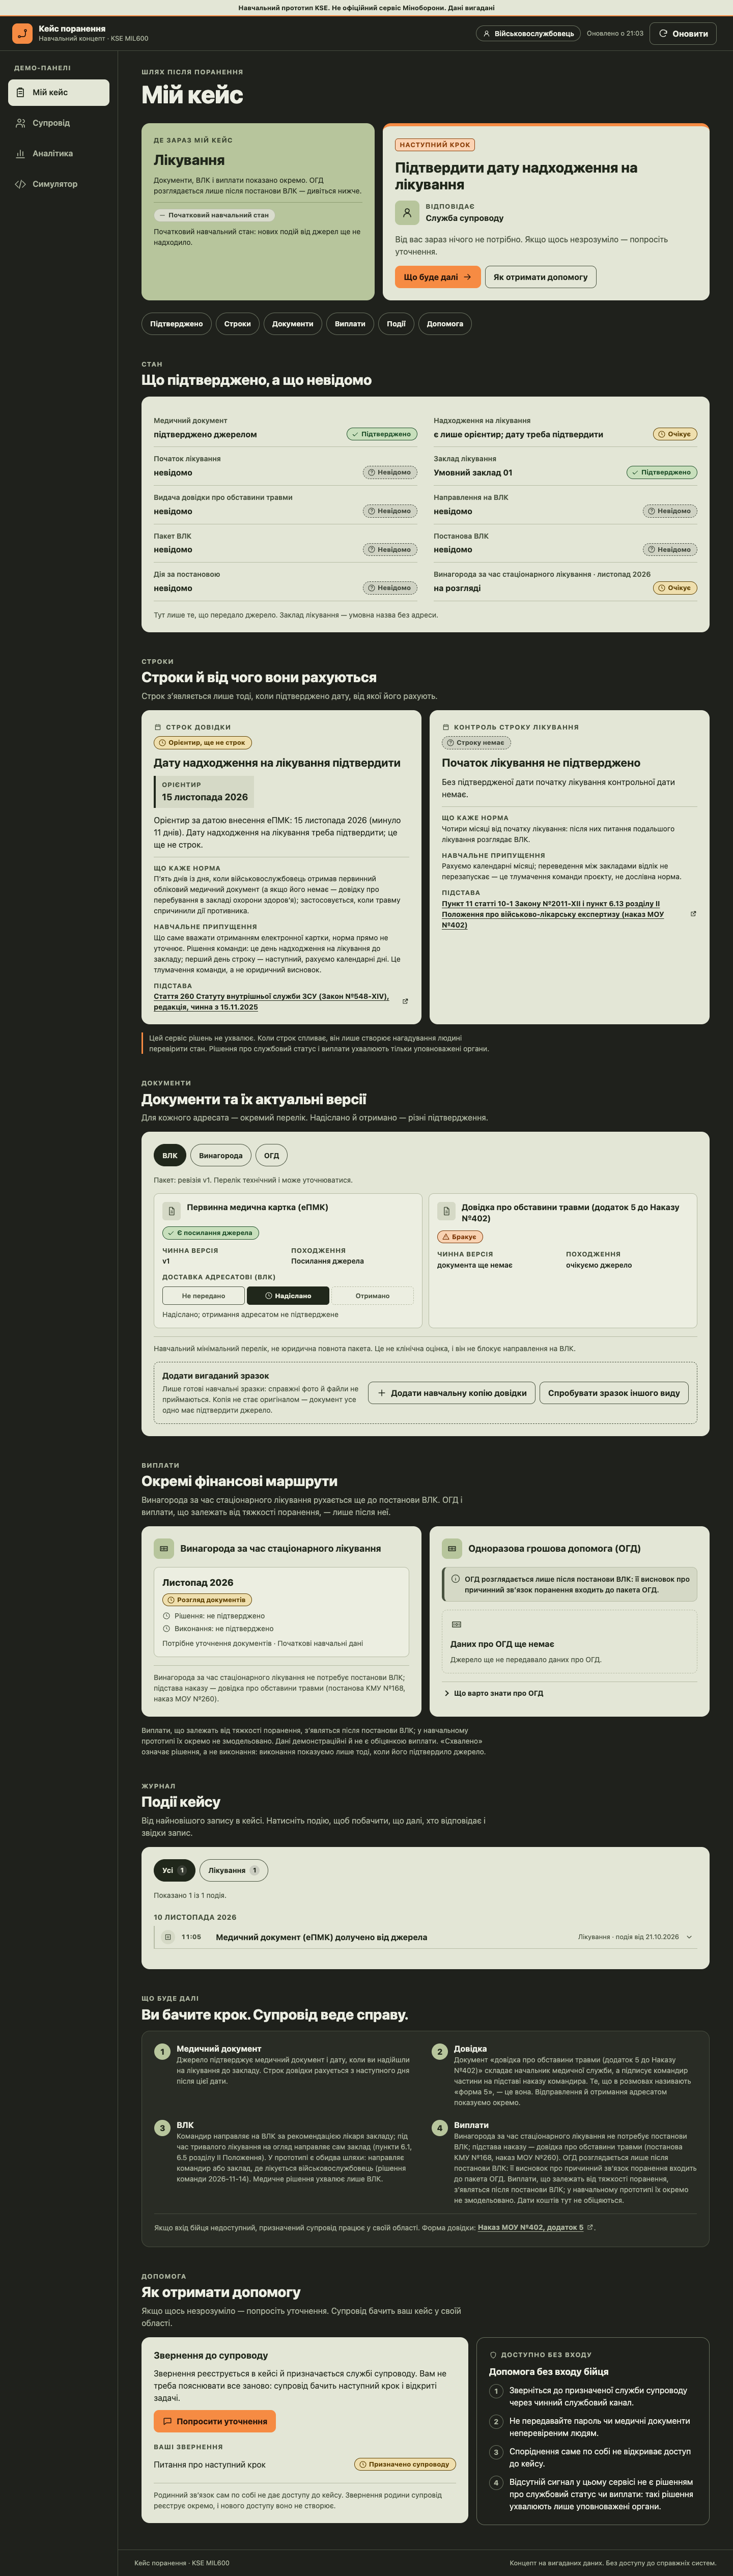 Навчальний прототип KSE. Не офіційний сервіс Міноборони. Дані вигадані
Кейс поранення
Навчальний концепт · KSE MIL600
Військовослужбовець
Оновлено о 21:03
Оновити
ДЕМО-ПАНЕЛІ
Мій кейс
Супровід
Аналітика
Симулятор
ШЛЯХ ПІСЛЯ ПОРАНЕННЯ
Мій кейс
ДЕ ЗАРАЗ МІЙ КЕЙС
Лікування
Документи, ВЛК і виплати показано окремо. ОГД
розглядається лише після постанови ВЛК — дивіться нижче.
Початковий навчальний стан
Початковий навчальний стан: нових подій від джерел ще не
надходило.
НАСТУПНИЙ КРОК
Підтвердити дату надходження на
лікування
ВІДПОВІДАЄ
Служба супроводу
Від вас зараз нічого не потрібно. Якщо щось незрозуміло — попросіть
уточнення.
Що буде далі
Як отримати допомогу
Підтверджено
Строки
Документи
Виплати
Події
Допомога
СТАН
Що підтверджено, а що невідомо
Медичний документ
підтверджено джерелом
Підтверджено
Надходження на лікування
є лише орієнтир; дату треба підтвердити
Очікує
Початок лікування
невідомо
Невідомо
Заклад лікування
Умовний заклад 01
Підтверджено
Видача довідки про обставини травми
невідомо
Невідомо
Направлення на ВЛК
невідомо
Невідомо
Пакет ВЛК
невідомо
Невідомо
Постанова ВЛК
невідомо
Невідомо
Дія за постановою
невідомо
Невідомо
Винагорода за час стаціонарного лікування · листопад 2026
на розгляді
Очікує
Тут лише те, що передало джерело. Заклад лікування — умовна назва без адреси.
СТРОКИ
Строки й від чого вони рахуються
Строк з’являється лише тоді, коли підтверджено дату, від якої його рахують.
СТРОК ДОВІДКИ
Орієнтир, ще не строк
Дату надходження на лікування підтвердити
ОРІЄНТИР
15 листопада 2026
Орієнтир за датою внесення еПМК: 15 листопада 2026 (минуло
11 днів). Дату надходження на лікування треба підтвердити; це
ще не строк.
ЩО КАЖЕ НОРМА
П’ять днів із дня, коли військовослужбовець отримав первинний
обліковий медичний документ (а якщо його немає — довідку про
перебування в закладі охорони здоров’я); застосовується, коли травму
спричинили дії противника.
НАВЧАЛЬНЕ ПРИПУЩЕННЯ
Що саме вважати отриманням електронної картки, норма прямо не
уточнює. Рішення команди: це день надходження на лікування до
закладу; перший день строку — наступний, рахуємо календарні дні. Це
тлумачення команди, а не юридичний висновок.
ПІДСТАВА
Стаття 260 Статуту внутрішньої служби ЗСУ (Закон №548-XIV),
редакція, чинна з 15.11.2025
КОНТРОЛЬ СТРОКУ ЛІКУВАННЯ
Строку немає
Початок лікування не підтверджено
Без підтвердженої дати початку лікування контрольної дати
немає.
ЩО КАЖЕ НОРМА
Чотири місяці від початку лікування: після них питання подальшого
лікування розглядає ВЛК.
НАВЧАЛЬНЕ ПРИПУЩЕННЯ
Рахуємо календарні місяці; переведення між закладами відлік не
перезапускає — це тлумачення команди проєкту, не дослівна норма.
ПІДСТАВА
Пункт 11 статті 10-1 Закону №2011-XII і пункт 6.13 розділу II
Положення про військово-лікарську експертизу (наказ МОУ
№402)
Цей сервіс рішень не ухвалює. Коли строк спливає, він лише створює нагадування людині
перевірити стан. Рішення про службовий статус і виплати ухвалюють тільки уповноважені органи.
ДОКУМЕНТИ
Документи та їх актуальні версії
Для кожного адресата — окремий перелік. Надіслано й отримано — різні підтвердження.
ВЛК
Винагорода
ОГД
Пакет: ревізія v1. Перелік технічний і може уточнюватися.
Первинна медична картка (еПМК)
Є посилання джерела
ЧИННА ВЕРСІЯ
v1
ПОХОДЖЕННЯ
Посилання джерела
ДОСТАВКА АДРЕСАТОВІ (ВЛК)
Не передано
Надіслано
Отримано
Надіслано; отримання адресатом не підтверджене
Довідка про обставини травми (додаток 5 до Наказу
№402)
Бракує
ЧИННА ВЕРСІЯ
документа ще немає
ПОХОДЖЕННЯ
очікуємо джерело
Навчальний мінімальний перелік, не юридична повнота пакета. Це не клінічна оцінка, і він не блокує направлення на ВЛК.
Додати вигаданий зразок
Лише готові навчальні зразки: справжні фото й файли не
приймаються. Копія не стає оригіналом — документ усе
одно має підтвердити джерело.
Додати навчальну копію довідки
Спробувати зразок іншого виду
ВИПЛАТИ
Окремі фінансові маршрути
Винагорода за час стаціонарного лікування рухається ще до постанови ВЛК. ОГД і
виплати, що залежать від тяжкості поранення, — лише після неї.
Винагорода за час стаціонарного лікування
Листопад 2026
Розгляд документів
Рішення: не підтверджено
Виконання: не підтверджено
Потрібне уточнення документів · Початкові навчальні дані
Винагорода за час стаціонарного лікування не потребує постанови ВЛК;
підстава наказу — довідка про обставини травми (постанова КМУ №168,
наказ МОУ №260).
Одноразова грошова допомога (ОГД)
ОГД розглядається лише після постанови ВЛК: її висновок про
причинний зв’язок поранення входить до пакета ОГД.
Даних про ОГД ще немає
Джерело ще не передавало даних про ОГД.
Що варто знати про ОГД
Виплати, що залежать від тяжкості поранення, з’являться після постанови ВЛК; у навчальному
прототипі їх окремо не змодельовано. Дати демонстраційні й не є обіцянкою виплати. «Схвалено»
означає рішення, а не виконання: виконання показуємо лише тоді, коли його підтвердило джерело.
ЖУРНАЛ
Події кейсу
Від найновішого запису в кейсі. Натисніть подію, щоб побачити, що далі, хто відповідає і
звідки запис.
Усі 1
Лікування 1
Показано 1 із 1 подія.
10 ЛИСТОПАДА 2026
11:05
Медичний документ (еПМК) долучено від джерела
Лікування · подія від 21.10.2026
ЩО БУДЕ ДАЛІ
Ви бачите крок. Супровід веде справу.
1
Медичний документ
Джерело підтверджує медичний документ і дату, коли ви надійшли
на лікування до закладу. Строк довідки рахується з наступного дня
після цієї дати.
2
Довідка
Документ «довідка про обставини травми (додаток 5 до Наказу
№402)» складає начальник медичної служби, а підписує командир
частини на підставі наказу командира. Те, що в розмовах називають
«форма 5», — це вона. Відправлення й отримання адресатом
показуємо окремо.
3
ВЛК
Командир направляє на ВЛК за рекомендацією лікаря закладу; під
час тривалого лікування на огляд направляє сам заклад (пункти 6.1,
6.5 розділу II Положення). У прототипі є обидва шляхи: направляє
командир або заклад, де лікується військовослужбовець (рішення
команди 2026–11–14). Медичне рішення ухвалює лише ВЛК.
4
Виплати
Винагорода за час стаціонарного лікування не потребує постанови
ВЛК; підстава наказу — довідка про обставини травми (постанова
КМУ №168, наказ МОУ №260). ОГД розглядається лише після
постанови ВЛК: її висновок про причинний зв’язок поранення входить
до пакета ОГД. Виплати, що залежать від тяжкості поранення,
з’являться після постанови ВЛК; у навчальному прототипі їх окремо
не змодельовано. Дати коштів тут не обіцяються.
Якщо вхід бійця недоступний, призначений супровід працює у своїй області. Форма довідки: Наказ МОУ №402, додаток 5.
ДОПОМОГА
Як отримати допомогу
Якщо щось незрозуміло — попросіть уточнення. Супровід бачить ваш кейс у своїй
області.
Звернення до супроводу
Звернення реєструється в кейсі й призначається службі супроводу. Вам не
треба пояснювати все заново: супровід бачить наступний крок і відкриті
задачі.
Попросити уточнення
ВАШІ ЗВЕРНЕННЯ
Питання про наступний крок
Призначено супроводу
Родинний зв’язок сам по собі не дає доступу до кейсу. Звернення родини супровід
реєструє окремо, і нового доступу воно не створює.
ДОСТУПНО БЕЗ ВХОДУ
Допомога без входу бійця
1 Зверніться до призначеної служби супроводу
через чинний службовий канал.
2 Не передавайте пароль чи медичні документи
неперевіреним людям.
3 Споріднення саме по собі не відкриває доступ
до кейсу.
4 Відсутній сигнал у цьому сервісі не є рішенням
про службовий статус чи виплати: такі рішення
ухвалюють лише уповноважені органи.
Кейс поранення · KSE MIL600
Концепт на вигаданих даних. Без доступу до справжніх систем.